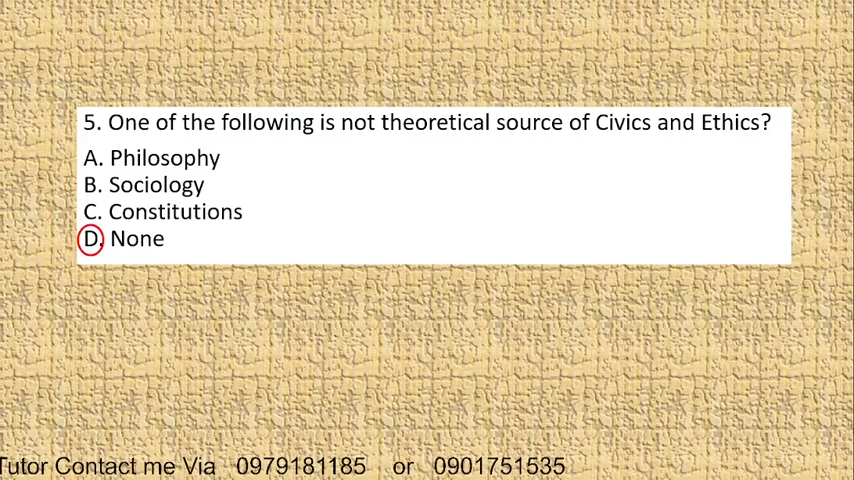 5. One of the following is not theoretical source of Civics and Ethics?
A. Philosophy
B. Sociology
C. Constitutions
D. None
Tutor Contact me Via 0979181185 or 0901751535